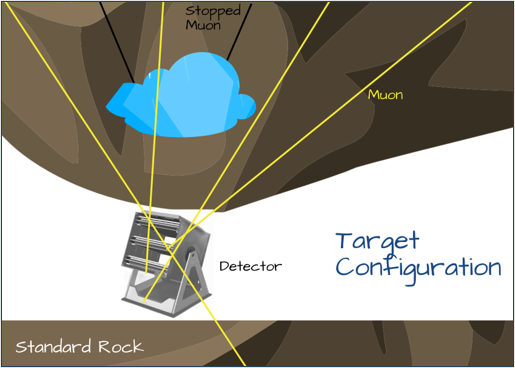 Stopped
Muon
Muon
Detector
Target
Configuration
Standard Rock